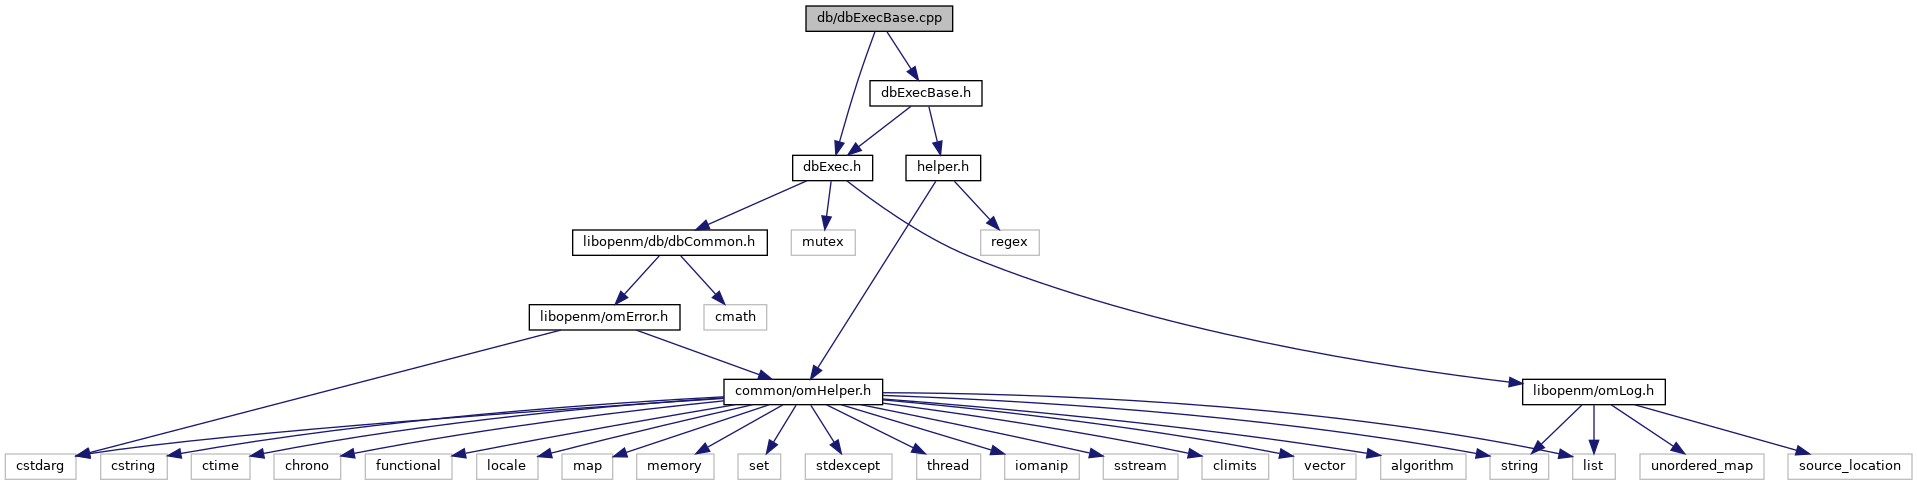 db/dbExecBase.cpp
dbExecBase.h
dbExec.h
helper.h
libopenm/db/dbCommon.h
mutex
regex
libopenm/omError.h
cmath
common/omHelper.h
libopenm/omLog.h
cstdarg
cstring
ctime
chrono
functional
locale
map
memory
set
stdexcept
thread
iomanip
sstream
climits
vector
algorithm
string
list
unordered_map
source_location